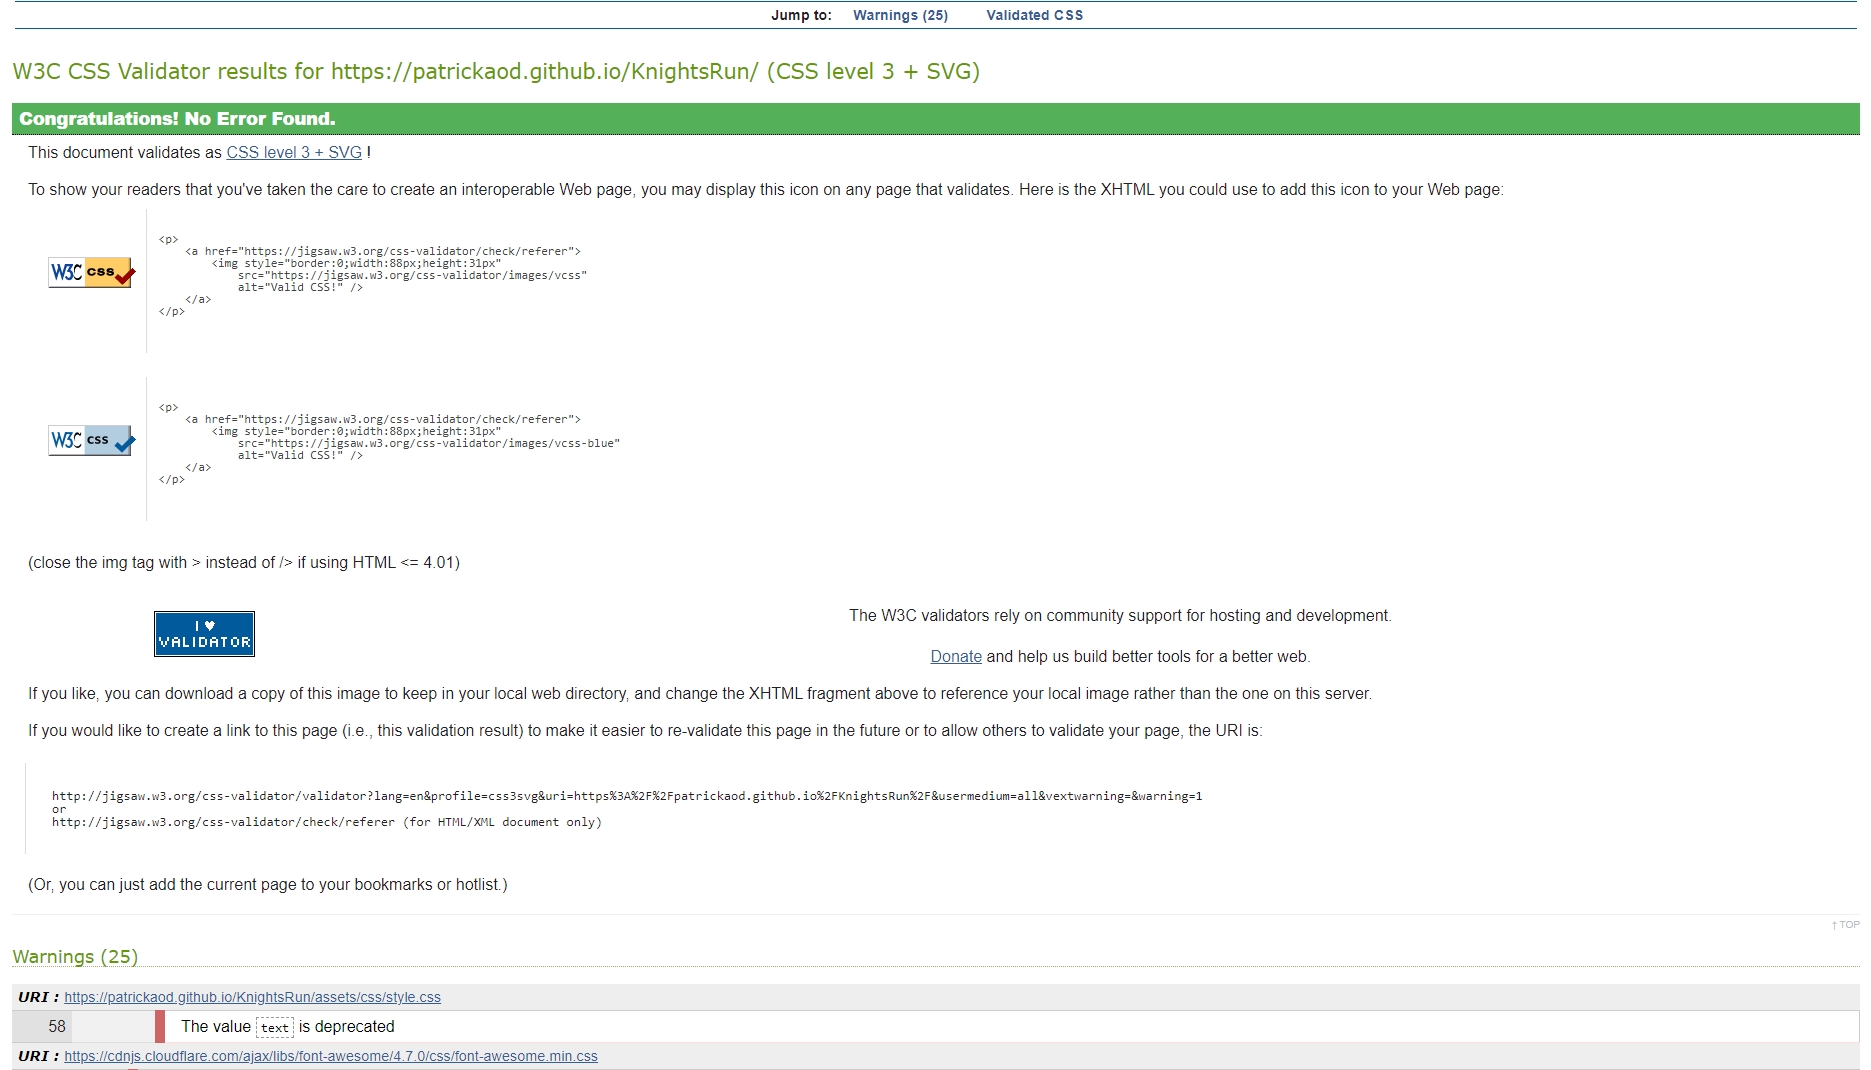 Jump to: Warnings (25) Validated CSS
W3C CSS Validator results for https://patrickaod.github.io/KnightsRun/ (CSS level 3 + SVG)
Congratulations! No Error Found.
This document validates as CSS level 3 + SVG !
To show your readers that you've taken the care to create an interoperable Web page, you may display this icon on any page that validates. Here is the XHTML you could use to add this icon to your Web page:
W3C css
<p>
<a href="https://jigsaw.w3.org/css-validator/check/referer">
<img style="border:0;width:88px;height:31px"
src="https://jigsaw.w3.org/css-validator/images/vcss"
alt="Valid CSS!" />
</a>
</p>
W3C css
<p>
<a href="https://jigsaw.w3.org/css-validator/check/referer">
<img style="border:0;width:88px;height:31px"
src="https://jigsaw.w3.org/css-validator/images/vcss-blue"
alt="Valid CSS!" />
</a>
</p>
(close the img tag with > instead of /> if using HTML <= 4.01)
I ♥
VALIDATOR
The W3C validators rely on community support for hosting and development.
Donate and help us build better tools for a better web.
If you like, you can download a copy of this image to keep in your local web directory, and change the XHTML fragment above to reference your local image rather than the one on this server.
If you would like to create a link to this page (i.e., this validation result) to make it easier to re-validate this page in the future or to allow others to validate your page, the URI is:
http://jigsaw.w3.org/css-validator/validator?lang=en&profile=css3svg&uri=https%3A%2F%2Fpatrickaod.github.io%2FKnightsRun%2F&usermedium=all&vextwarning=&warning=1
or
http://jigsaw.w3.org/css-validator/check/referer (for HTML/XML document only)
(Or, you can just add the current page to your bookmarks or hotlist.)
↑ TOP
Warnings (25)
URI : https://patrickaod.github.io/KnightsRun/assets/css/style.css
58 The value text is deprecated
URI : https://cdnjs.cloudflare.com/ajax/libs/font-awesome/4.7.0/css/font-awesome.min.css